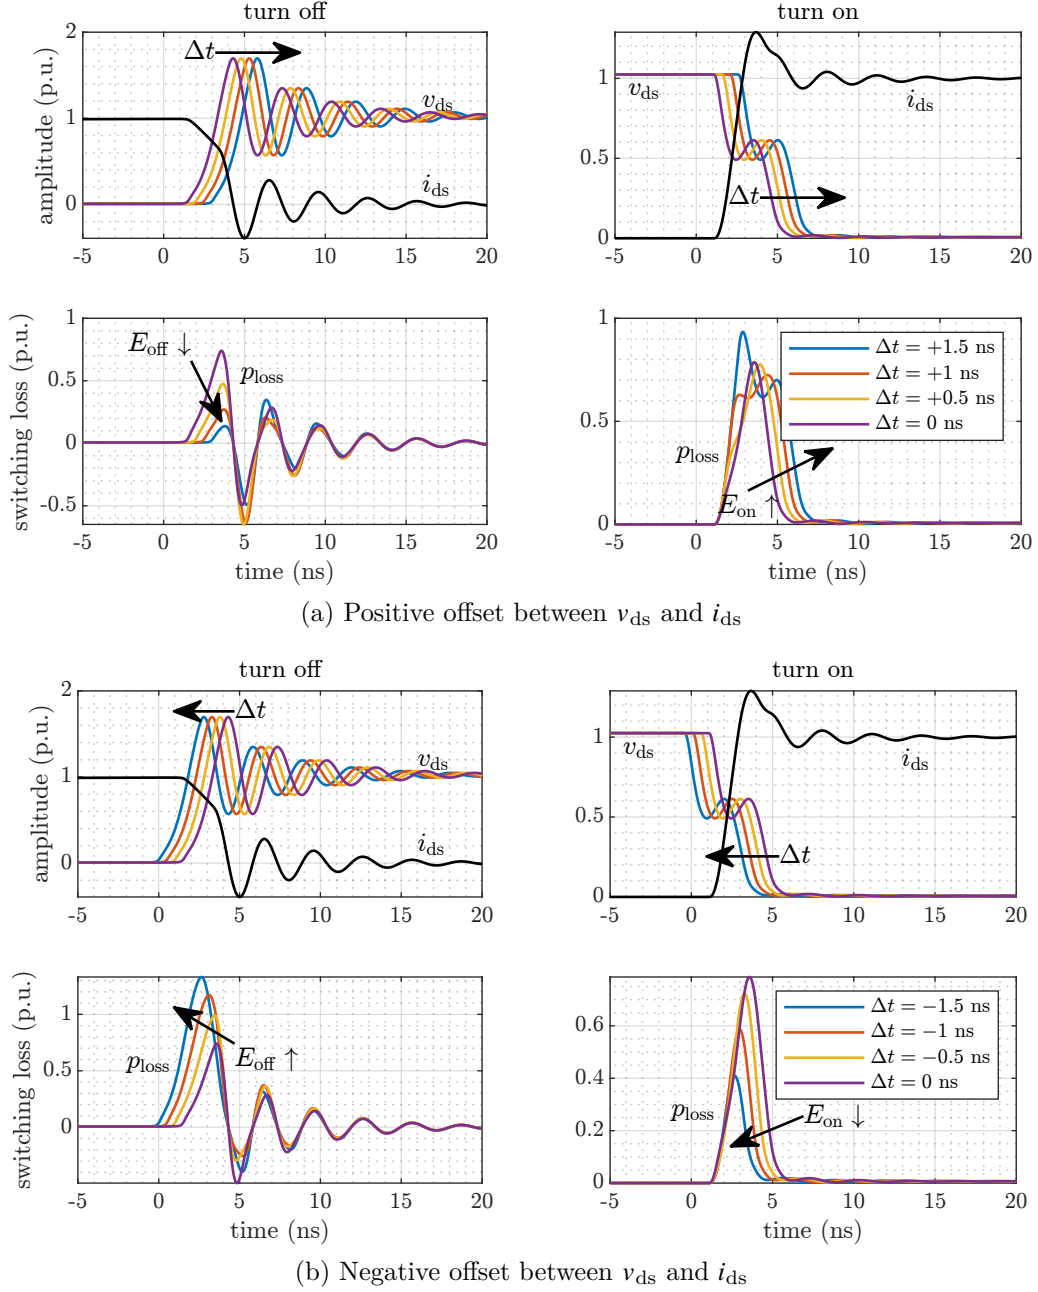 turn off
turn on
amplitude (p.u.)
2
1
0
Δt
v_ds
i_ds
-5 0 5 10 15 20
1
0.5
0
v_ds
i_ds
Δt
-5 0 5 10 15 20
switching loss (p.u.)
1
0.5
0
-0.5
E_off ↓
p_loss
-5 0 5 10 15 20
time (ns)
1
0.5
0
Δt = +1.5 ns
Δt = +1 ns
Δt = +0.5 ns
Δt = 0 ns
p_loss
E_on ↑
-5 0 5 10 15 20
time (ns)
(a) Positive offset between v_ds and i_ds
turn off
turn on
amplitude (p.u.)
2
1
0
Δt
v_ds
i_ds
-5 0 5 10 15 20
1
0.5
0
v_ds
i_ds
Δt
-5 0 5 10 15 20
switching loss (p.u.)
1
0.5
0
-0.5
p_loss
E_off ↑
-5 0 5 10 15 20
time (ns)
0.6
0.4
0.2
0
Δt = −1.5 ns
Δt = −1 ns
Δt = −0.5 ns
Δt = 0 ns
p_loss
E_on ↓
-5 0 5 10 15 20
time (ns)
(b) Negative offset between v_ds and i_ds